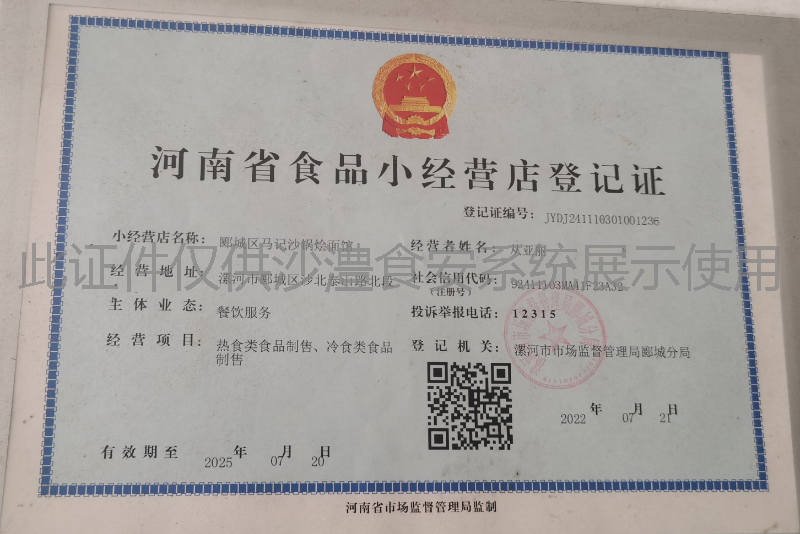 河南省食品小经营店登记证
登记证编号: JYDJ241110301001236
小经营店名称: 郾城区马记沙锅烩面馆
经营者姓名: 从亚丽
此证件仅供沙澧食安系统展示使用
经营地址: 漯河市郾城区沙北泰山路北段
社会信用代码: 92411103MA41F23A32
(注册号)
主体业态: 餐饮服务
投诉举报电话: 12315
经营项目: 热食类食品制售、冷食类食品
制售
登记机关: 漯河市市场监督管理局郾城分局
2022 年 07 月 21 日
有效期至 2025 年 07 月 20 日
河南省市场监督管理局监制